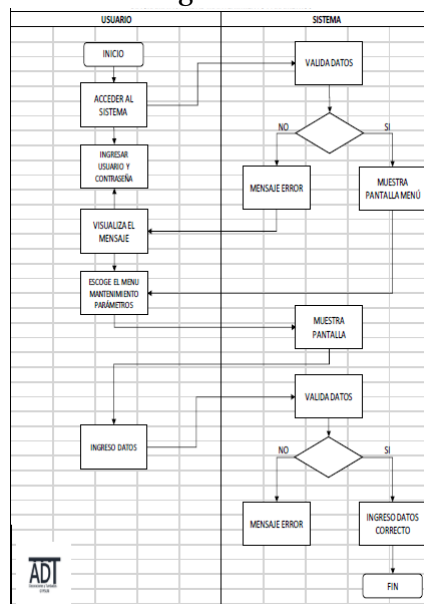 USUARIO
SISTEMA
INICIO
VALIDA DATOS
ACCEDER AL
SISTEMA
NO
SI
INGRESAR
USUARIO Y
CONTRASEÑA
MENSAJE ERROR
MUESTRA
PANTALLA MENÚ
VISUALIZA EL
MENSAJE
ESCOGE EL MENU
MANTENIMIENTO
PARÁMETROS
MUESTRA
PANTALLA
VALIDA DATOS
INGRESO DATOS
NO
SI
MENSAJE ERROR
INGRESO DATOS
CORRECTO
ADT
FIN